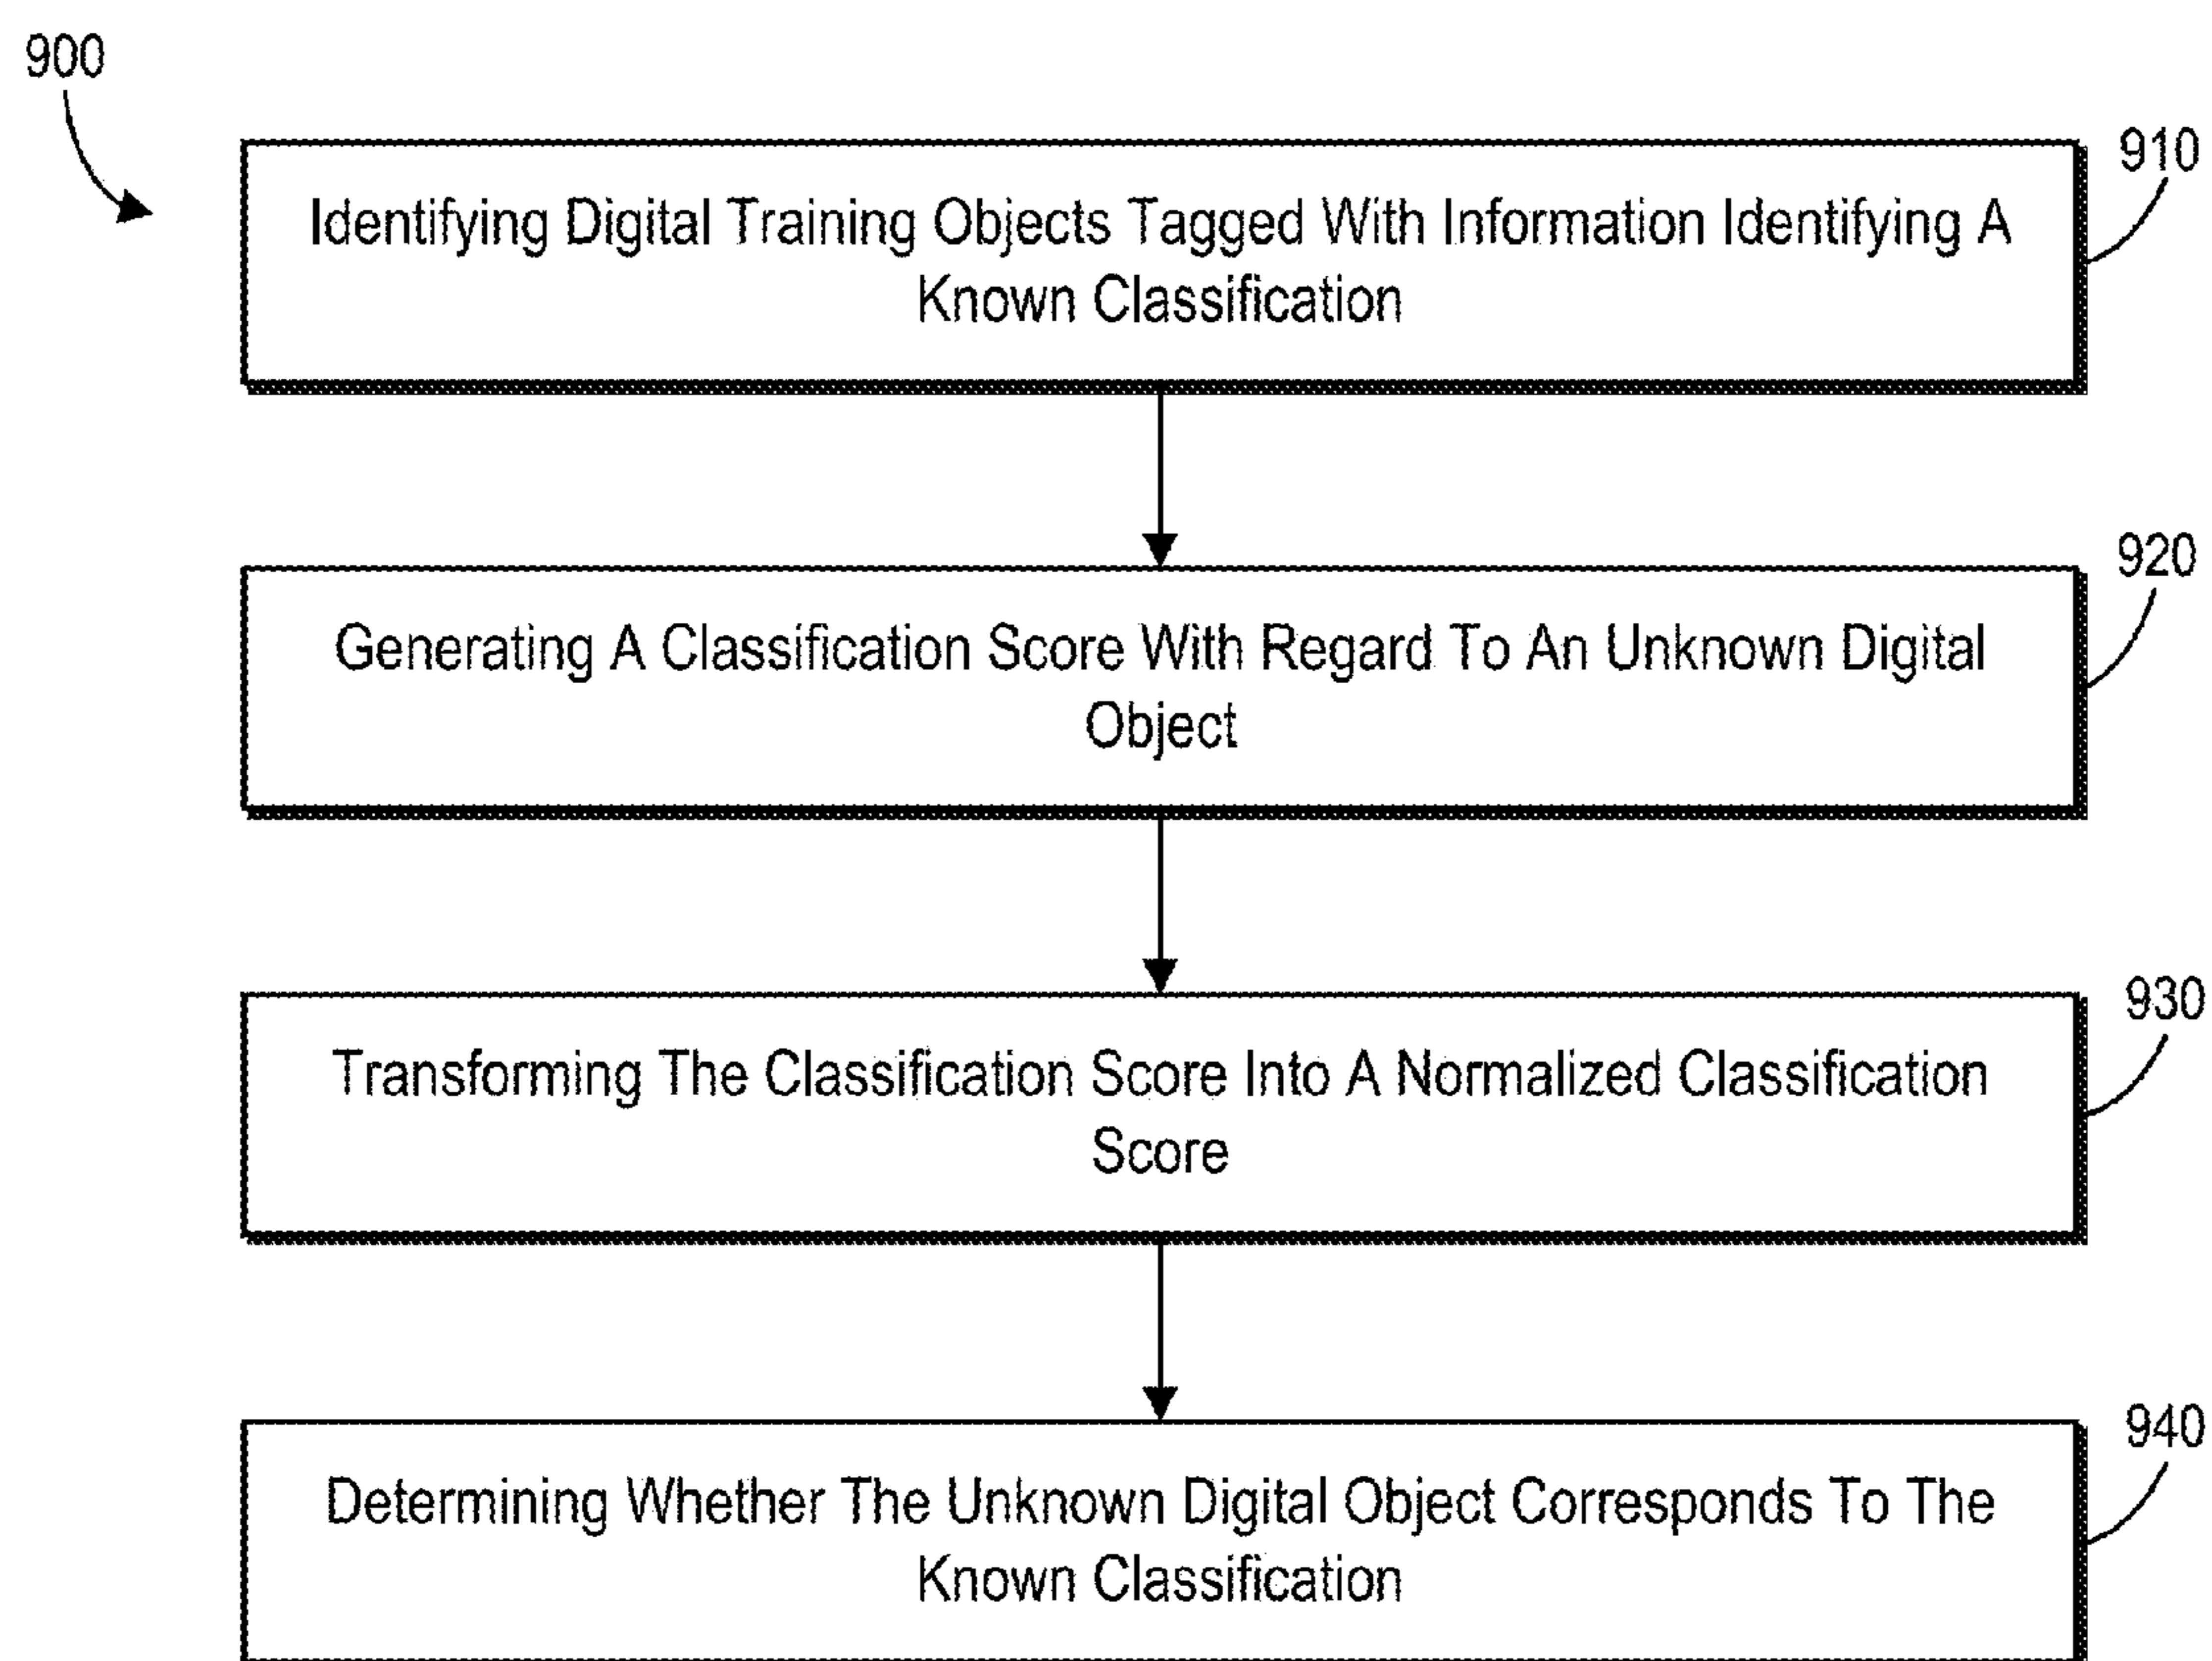 900
910
Identifying Digital Training Objects Tagged With Information Identifying A
Known Classification
920
Generating A Classification Score With Regard To An Unknown Digital
Object
930
Transforming The Classification Score Into A Normalized Classification
Score
940
Determining Whether The Unknown Digital Object Corresponds To The
Known Classification